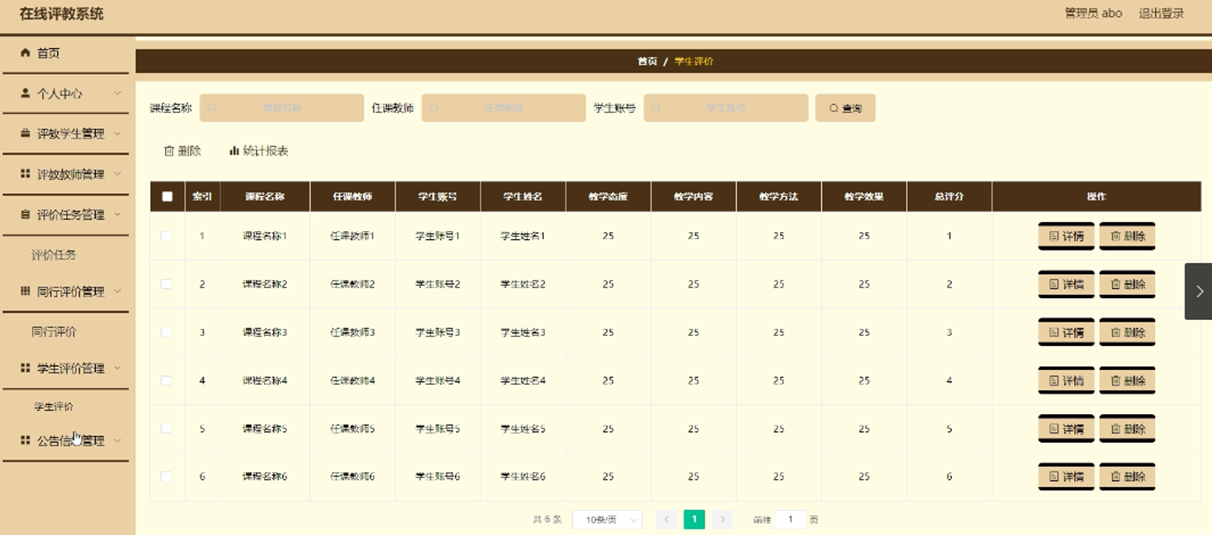 在线评教系统
管理员 abo 退出登录
首页
个人中心
评教学生管理
评教教师管理
评价任务管理
评价任务
同行评价管理
同行评价
学生评价管理
学生评价
公告信息管理
首页 / 学生评价
课程名称 课程名称 任课教师 任课教师 学生账号 学生账号 查询
删除 统计报表
索引 课程名称 任课教师 学生账号 学生姓名 教学态度 教学内容 教学方法 教学效果 总评分 操作
1 课程名称1 任课教师1 学生账号1 学生姓名1 25 25 25 25 1 详情 删除
2 课程名称2 任课教师2 学生账号2 学生姓名2 25 25 25 25 2 详情 删除
3 课程名称3 任课教师3 学生账号3 学生姓名3 25 25 25 25 3 详情 删除
4 课程名称4 任课教师4 学生账号4 学生姓名4 25 25 25 25 4 详情 删除
5 课程名称5 任课教师5 学生账号5 学生姓名5 25 25 25 25 5 详情 删除
6 课程名称6 任课教师6 学生账号6 学生姓名6 25 25 25 25 6 详情 删除
共 6 条 10条/页 1 前往 1 页